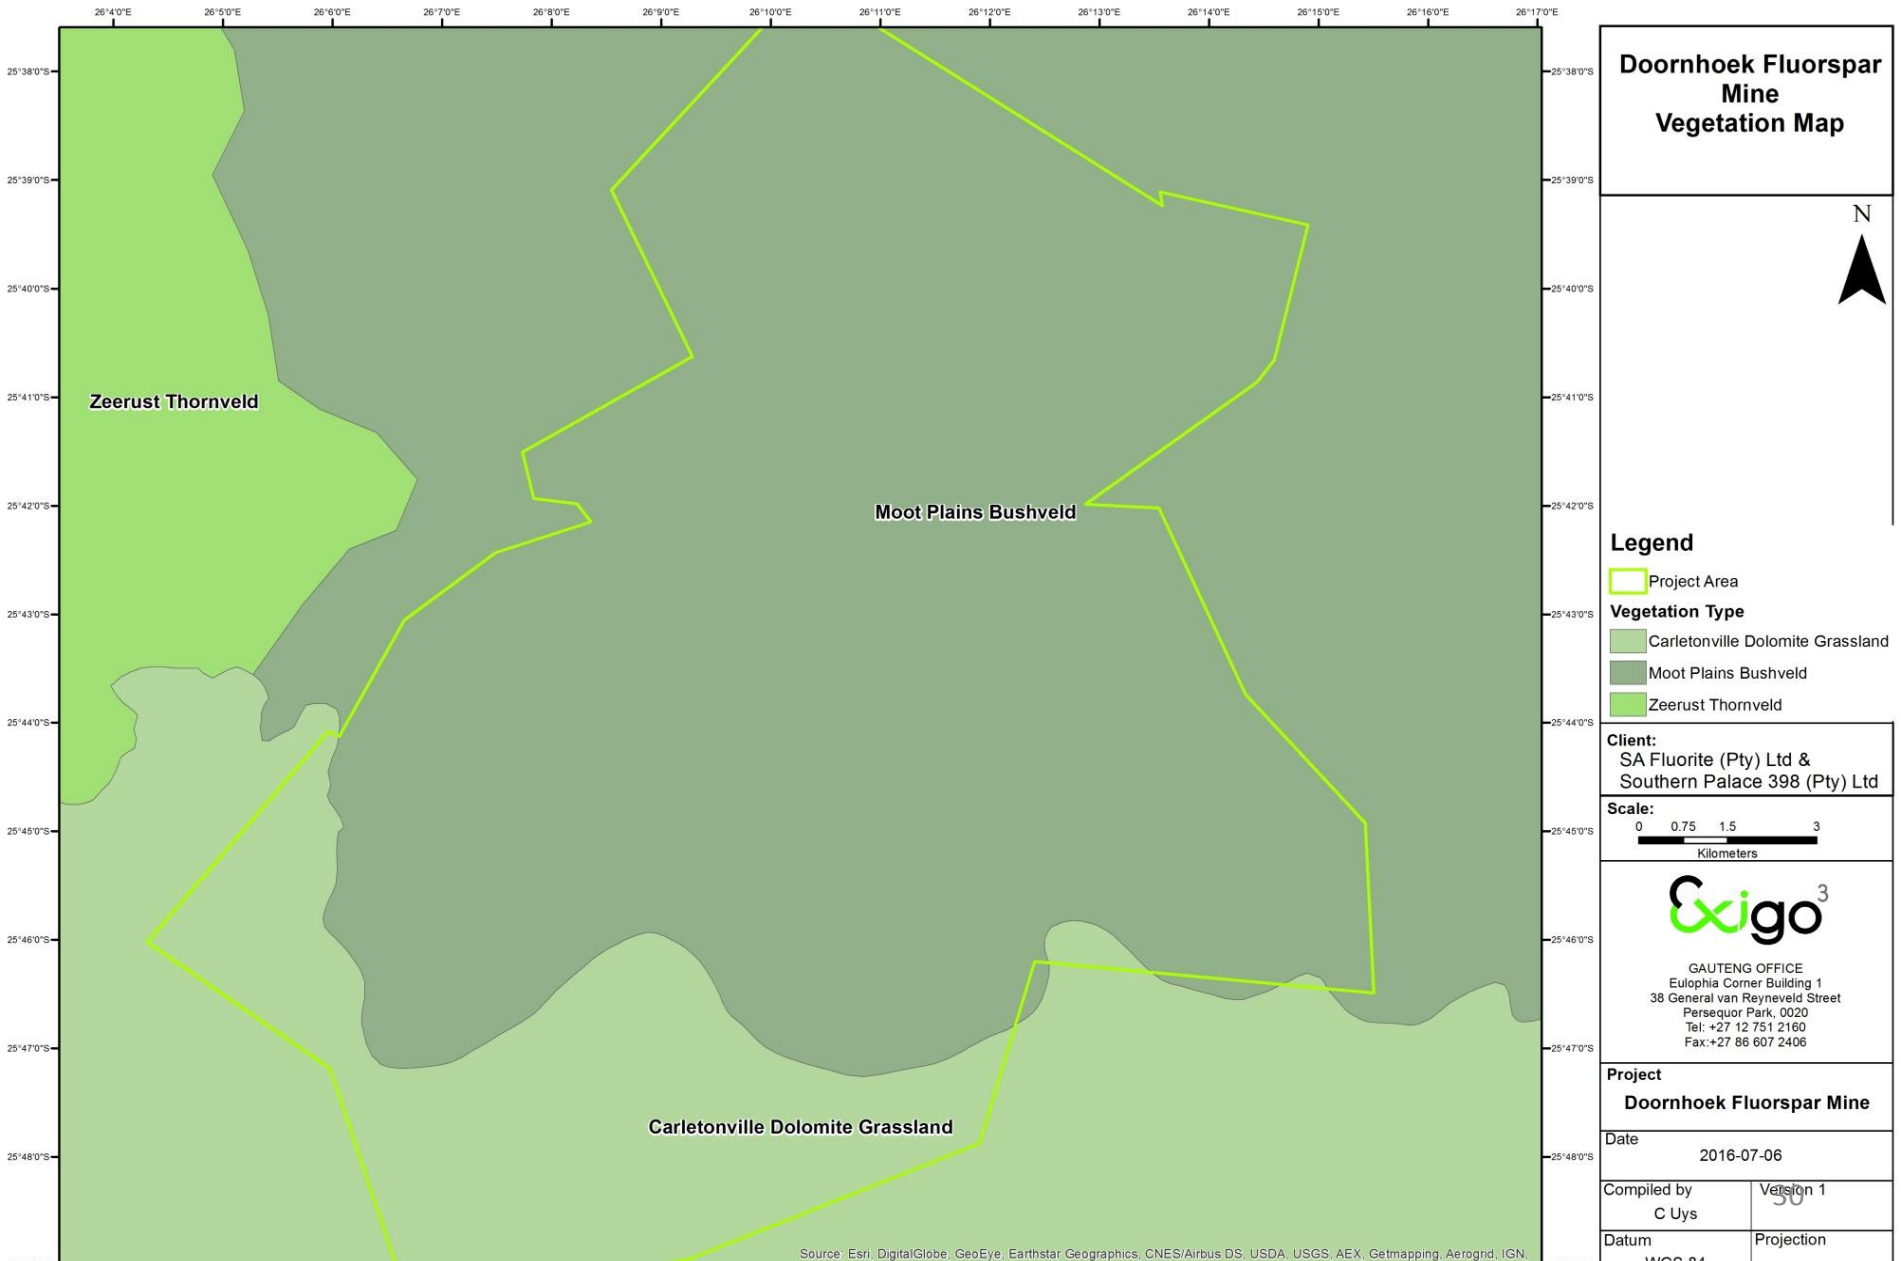 26°4'0"E 26°5'0"E 26°6'0"E 26°7'0"E 26°8'0"E 26°9'0"E 26°10'0"E 26°11'0"E 26°12'0"E 26°13'0"E 26°14'0"E 26°15'0"E 26°16'0"E 26°17'0"E
25°38'0"S 25°38'0"S
25°39'0"S 25°39'0"S
25°40'0"S 25°40'0"S
25°41'0"S 25°41'0"S
25°42'0"S 25°42'0"S
25°43'0"S 25°43'0"S
25°44'0"S 25°44'0"S
25°45'0"S 25°45'0"S
25°46'0"S 25°46'0"S
25°47'0"S 25°47'0"S
25°48'0"S 25°48'0"S
Zeerust Thornveld
Moot Plains Bushveld
Carletonville Dolomite Grassland
Source: Esri, DigitalGlobe, GeoEye, Earthstar Geographics, CNES/Airbus DS, USDA, USGS, AEX, Getmapping, Aerogrid, IGN,
Doornhoek Fluorspar
Mine
Vegetation Map
N
Legend
Project Area
Vegetation Type
Carletonville Dolomite Grassland
Moot Plains Bushveld
Zeerust Thornveld
Client:
SA Fluorite (Pty) Ltd &
Southern Palace 398 (Pty) Ltd
Scale:
0 0.75 1.5 3
Kilometers
Exigo3
GAUTENG OFFICE
Eulophia Corner Building 1
38 General van Reyneveld Street
Persequor Park, 0020
Tel: +27 12 751 2160
Fax:+27 86 607 2406
Project
Doornhoek Fluorspar Mine
Date
2016-07-06
Compiled by
C Uys
Version 1
30
Datum
Projection
WGS 84